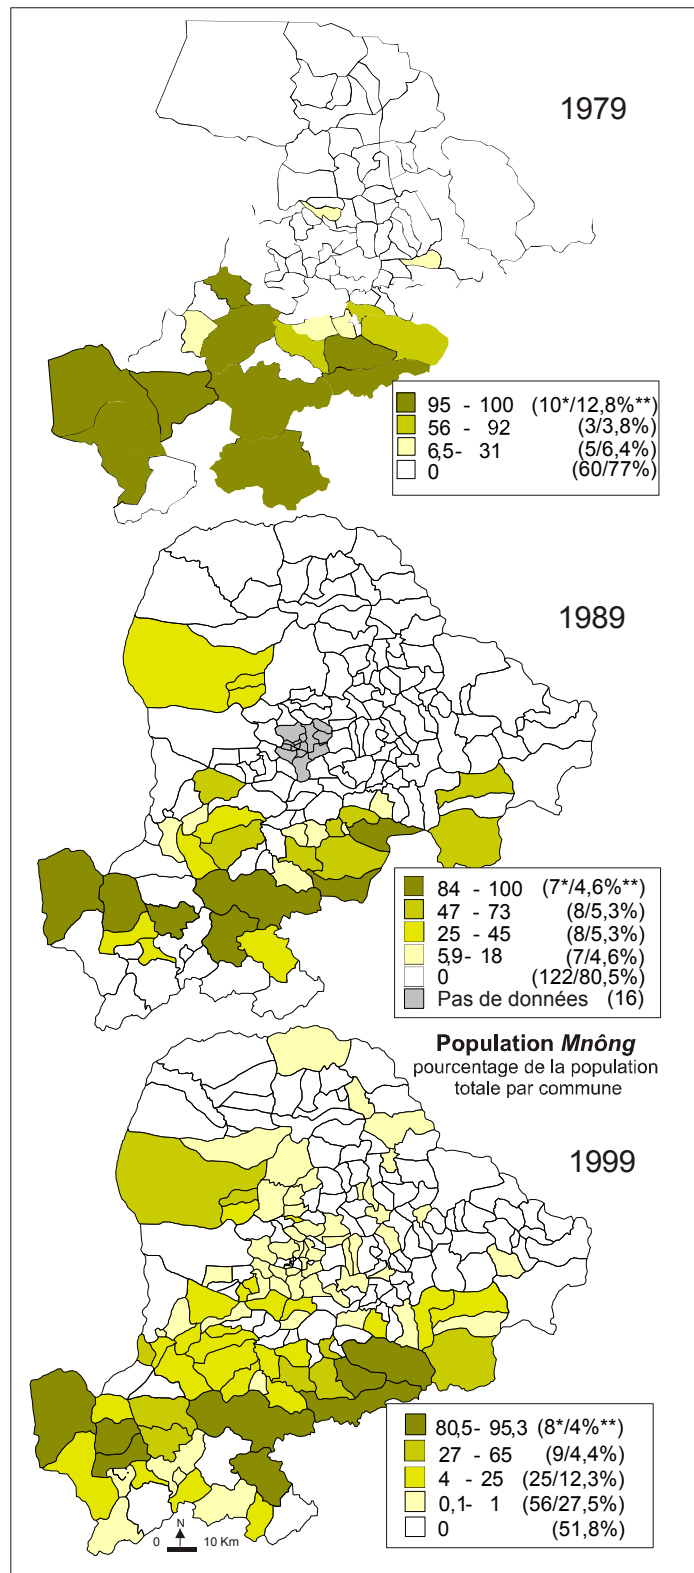 1979
95 - 100 (10*/12,8%**)
56 - 92 (3/3,8%)
6,5- 31 (5/6,4%)
0 (60/77%)
1989
84 - 100 (7*/4,6%**)
47 - 73 (8/5,3%)
25 - 45 (8/5,3%)
5,9- 18 (7/4,6%)
0 (122/80,5%)
Pas de données (16)
Population Mnông
pourcentage de la population
totale par commune
1999
80,5- 95,3 (8*/4%**)
27 - 65 (9/4,4%)
4 - 25 (25/12,3%)
0,1- 1 (56/27,5%)
0 (51,8%)
N
0 10 Km